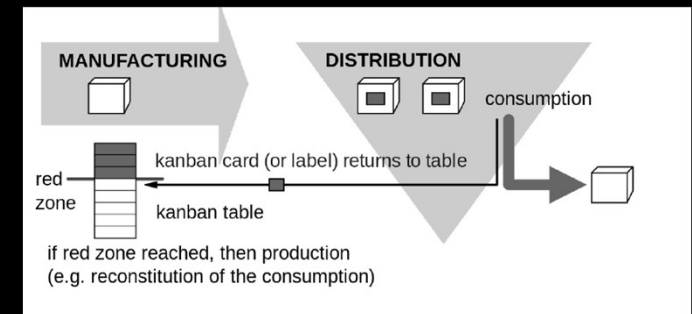 MANUFACTURING
DISTRIBUTION
consumption
kanban card (or label) returns to table
red
zone
kanban table
if red zone reached, then production
(e.g. reconstitution of the consumption)